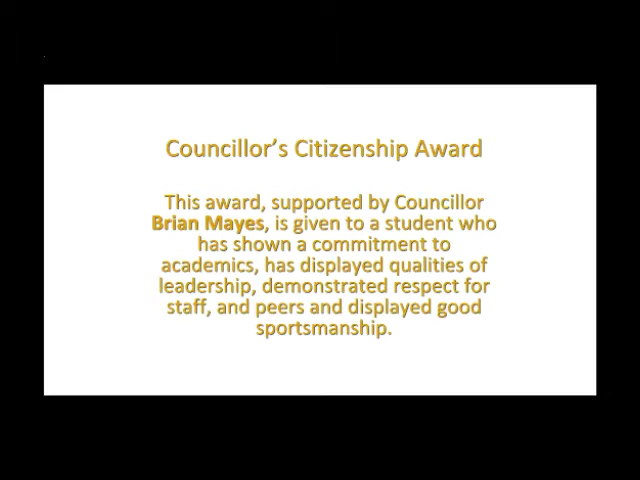 Councillor's Citizenship Award
This award, supported by Councillor
Brian Mayes, is given to a student who
has shown a commitment to
academics, has displayed qualities of
leadership, demonstrated respect for
staff, and peers and displayed good
sportsmanship.